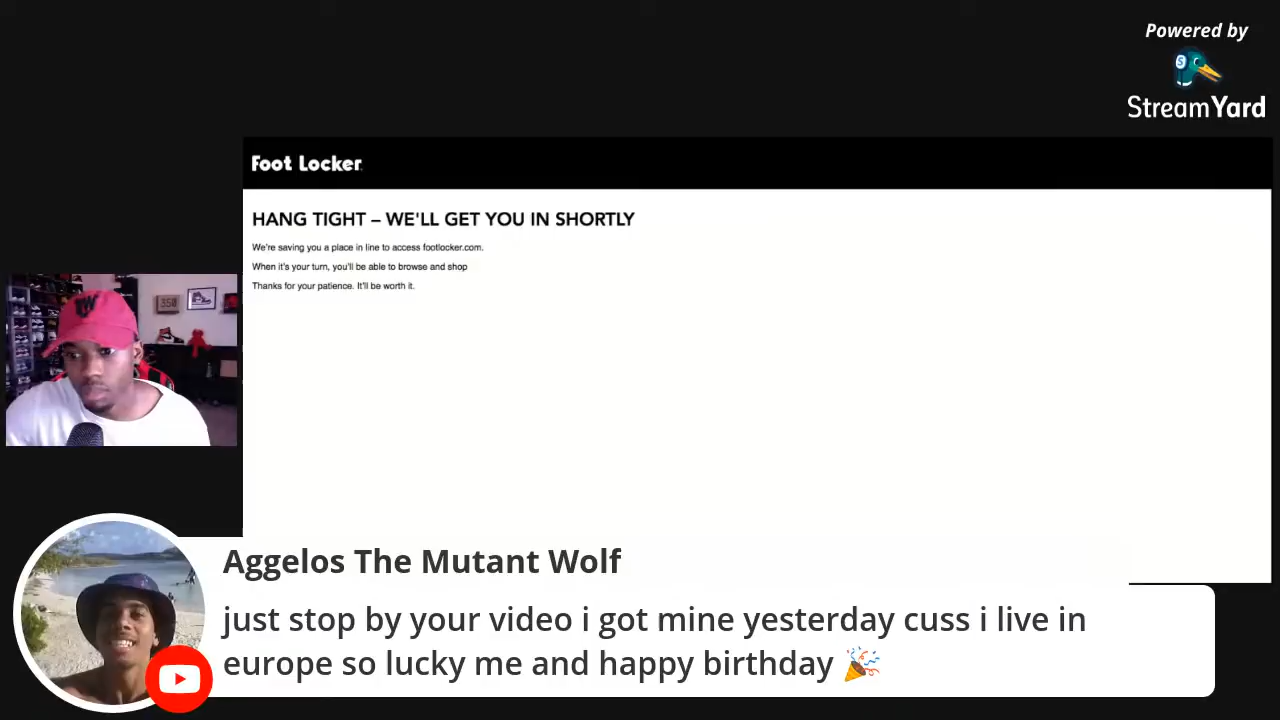 Powered by
StreamYard
Foot Locker
HANG TIGHT – WE'LL GET YOU IN SHORTLY
We're saving you a place in line to access footlocker.com.
When it's your turn, you'll be able to browse and shop
Thanks for your patience. It'll be worth it.
350
Aggelos The Mutant Wolf
just stop by your video i got mine yesterday cuss i live in
europe so lucky me and happy birthday 🎉